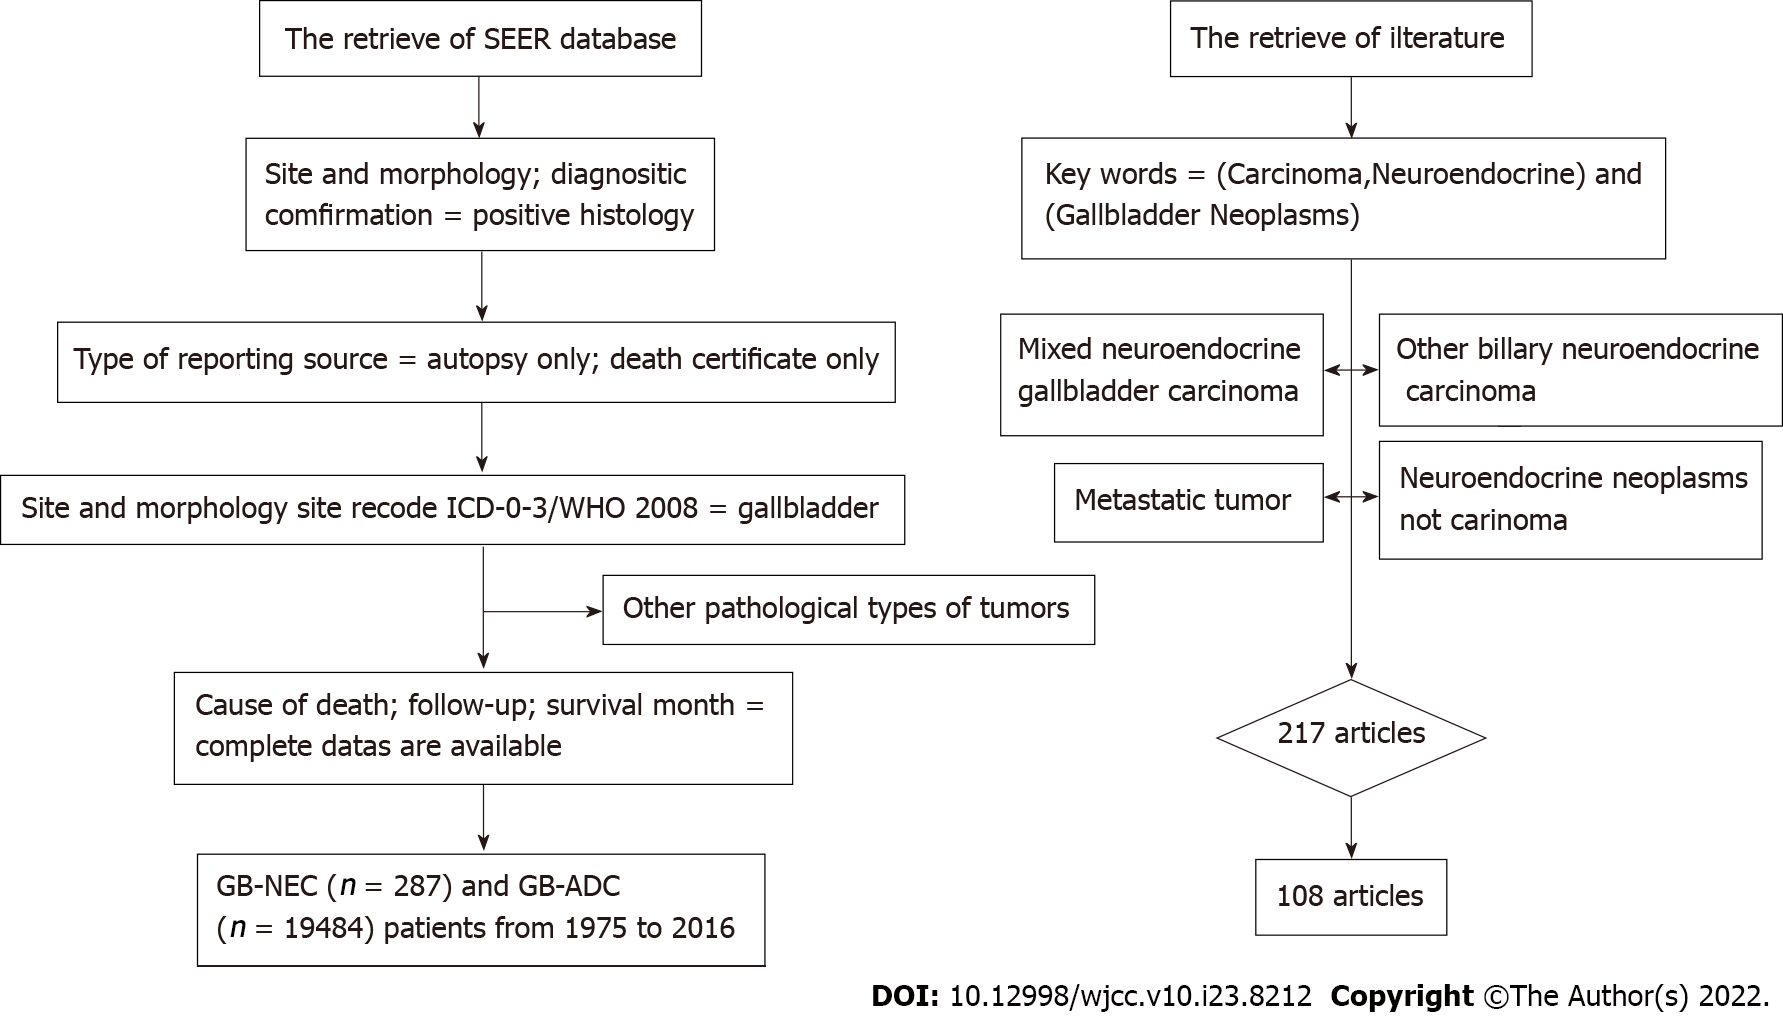 The retrieve of SEER database
Site and morphology; diagnositic
comfirmation = positive histology
Type of reporting source = autopsy only; death certificate only
Site and morphology site recode ICD-0-3/WHO 2008 = gallbladder
Other pathological types of tumors
Cause of death; follow-up; survival month =
complete datas are available
GB-NEC (n = 287) and GB-ADC
(n = 19484) patients from 1975 to 2016
The retrieve of ilterature
Key words = (Carcinoma,Neuroendocrine) and
(Gallbladder Neoplasms)
Mixed neuroendocrine
gallbladder carcinoma
Other billary neuroendocrine
carcinoma
Metastatic tumor
Neuroendocrine neoplasms
not carinoma
217 articles
108 articles
DOI: 10.12998/wjcc.v10.i23.8212 Copyright ©The Author(s) 2022.